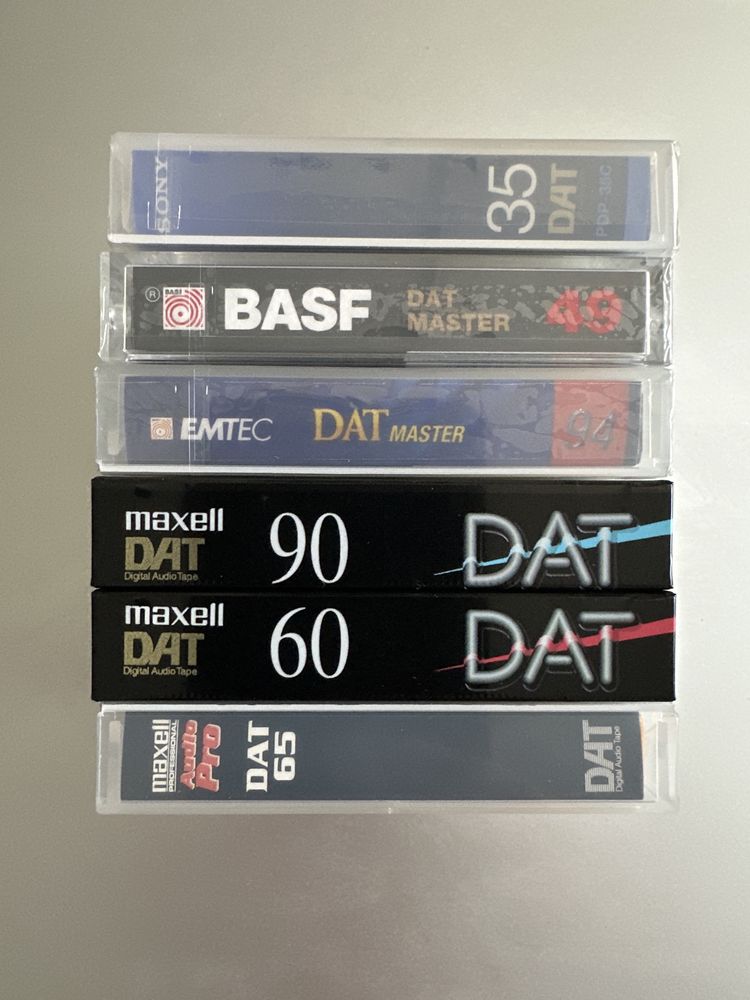 SONY
35
DAT
PDP-35C
®
BASF
BASF
DAT
MASTER
49
EMTEC
DAT MASTER
94
maxell
DAT
Digital Audio Tape
90
DAT
maxell
DAT
Digital Audio Tape
60
DAT
maxell
PROFESSIONAL
Audio
Pro
DAT
65
DAT
Digital Audio Tape